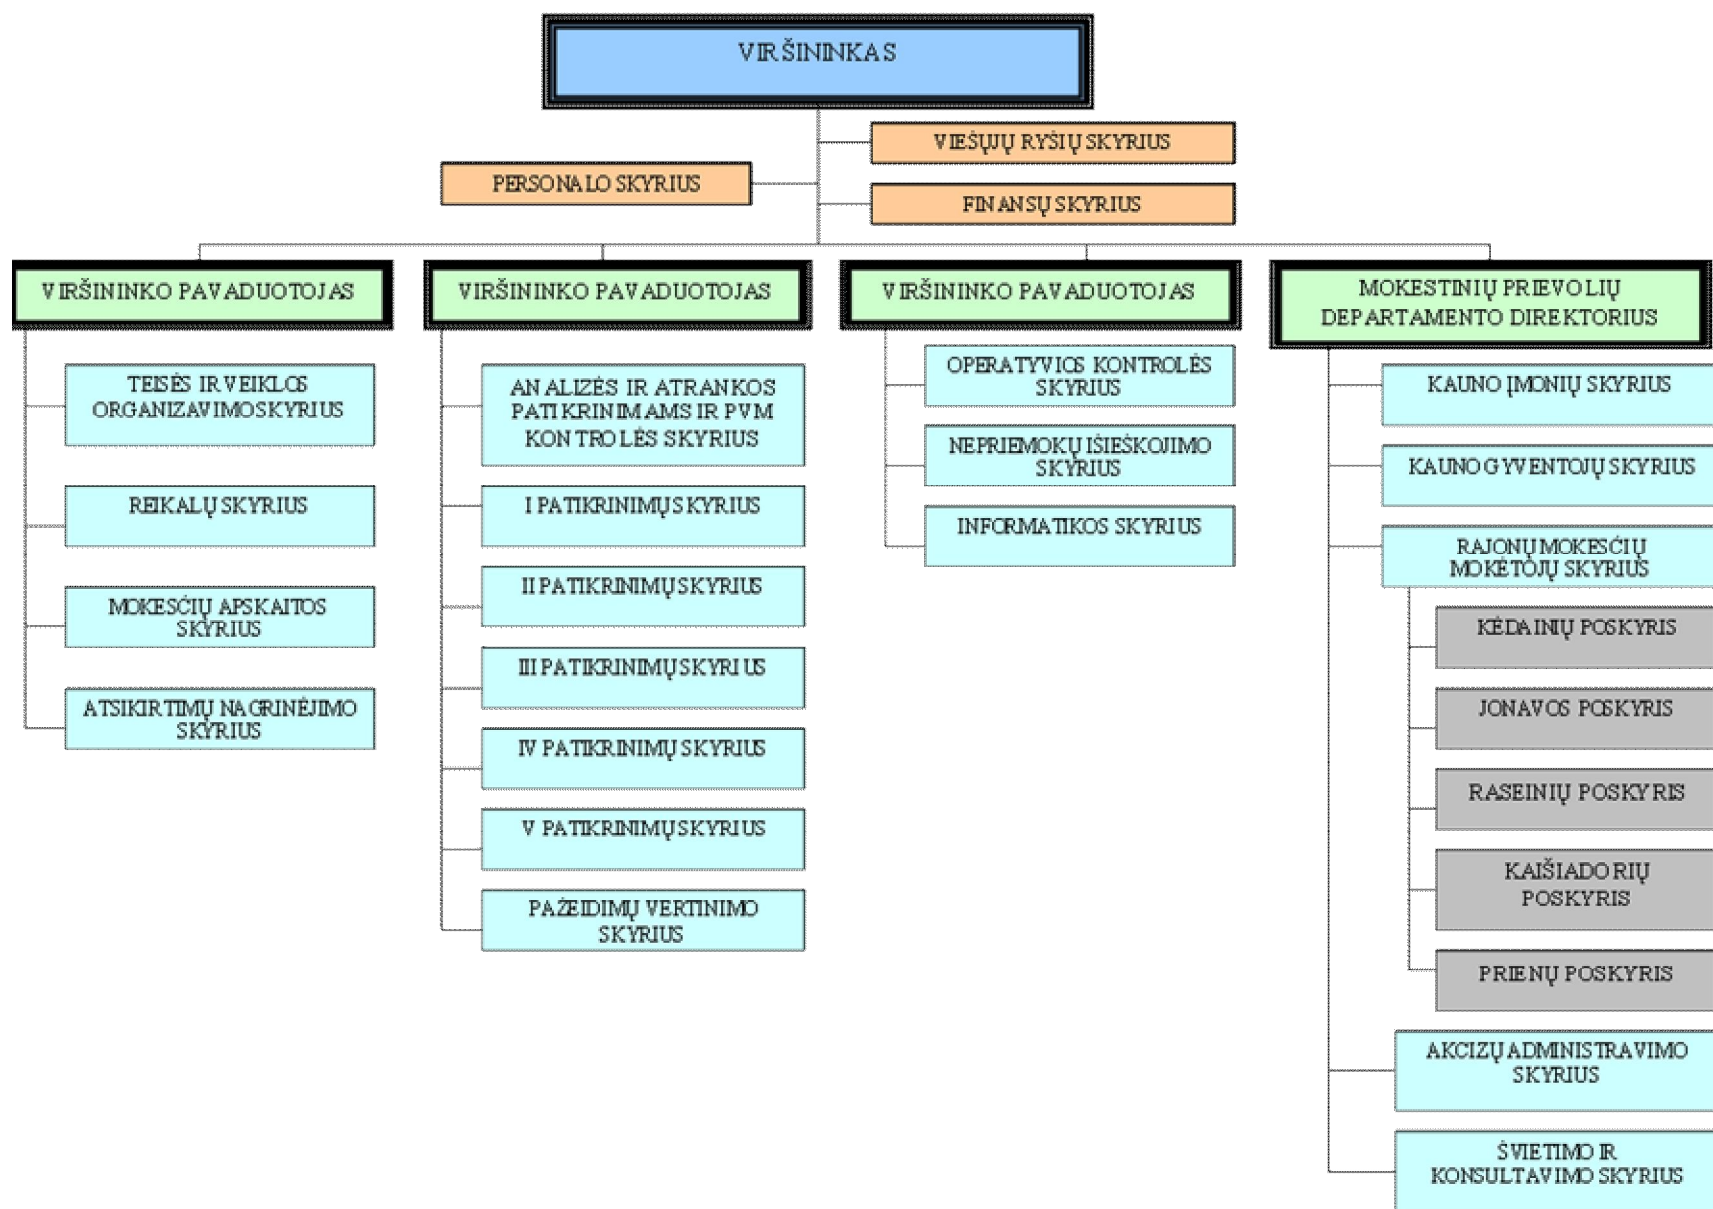 VIRŠININKAS
VIEŠŲJŲ RYŠIŲ SKYRIUS
PERSONALO SKYRIUS
FINANSŲ SKYRIUS
VIRŠININKO PAVADUOTOJAS
TEISĖS IR VEIKLOS
ORGANIZAVIMO SKYRIUS
REIKALŲ SKYRIUS
MOKESČIŲ APSKAITOS
SKYRIUS
ATSIKIRTIMŲ NAGRINĖJIMO
SKYRIUS
VIRŠININKO PAVADUOTOJAS
ANALIZĖS IR ATRANKOS
PATIKRINIMAMS IR PVM
KONTROLĖS SKYRIUS
I PATIKRINIMŲ SKYRIUS
II PATIKRINIMŲ SKYRIUS
III PATIKRINIMŲ SKYRIUS
IV PATIKRINIMŲ SKYRIUS
V PATIKRINIMŲ SKYRIUS
PAŽEIDIMŲ VERTINIMO
SKYRIUS
VIRŠININKO PAVADUOTOJAS
OPERATYVIOS KONTROLĖS
SKYRIUS
NEPRIEMOKŲ IŠIEŠKOJIMO
SKYRIUS
INFORMATIKOS SKYRIUS
MOKESTINIŲ PRIEVOLIŲ
DEPARTAMENTO DIREKTORIUS
KAUNO ĮMONIŲ SKYRIUS
KAUNO GYVENTOJŲ SKYRIUS
RAJONŲ MOKESČIŲ
MOKĖTOJŲ SKYRIUS
KĖDAINIŲ POSKYRIS
JONAVOS POSKYRIS
RASEINIŲ POSKYRIS
KAIŠIADORIŲ
POSKYRIS
PRIENŲ POSKYRIS
AKCIZŲ ADMINISTRAVIMO
SKYRIUS
ŠVIETIMO IR
KONSULTAVIMO SKYRIUS